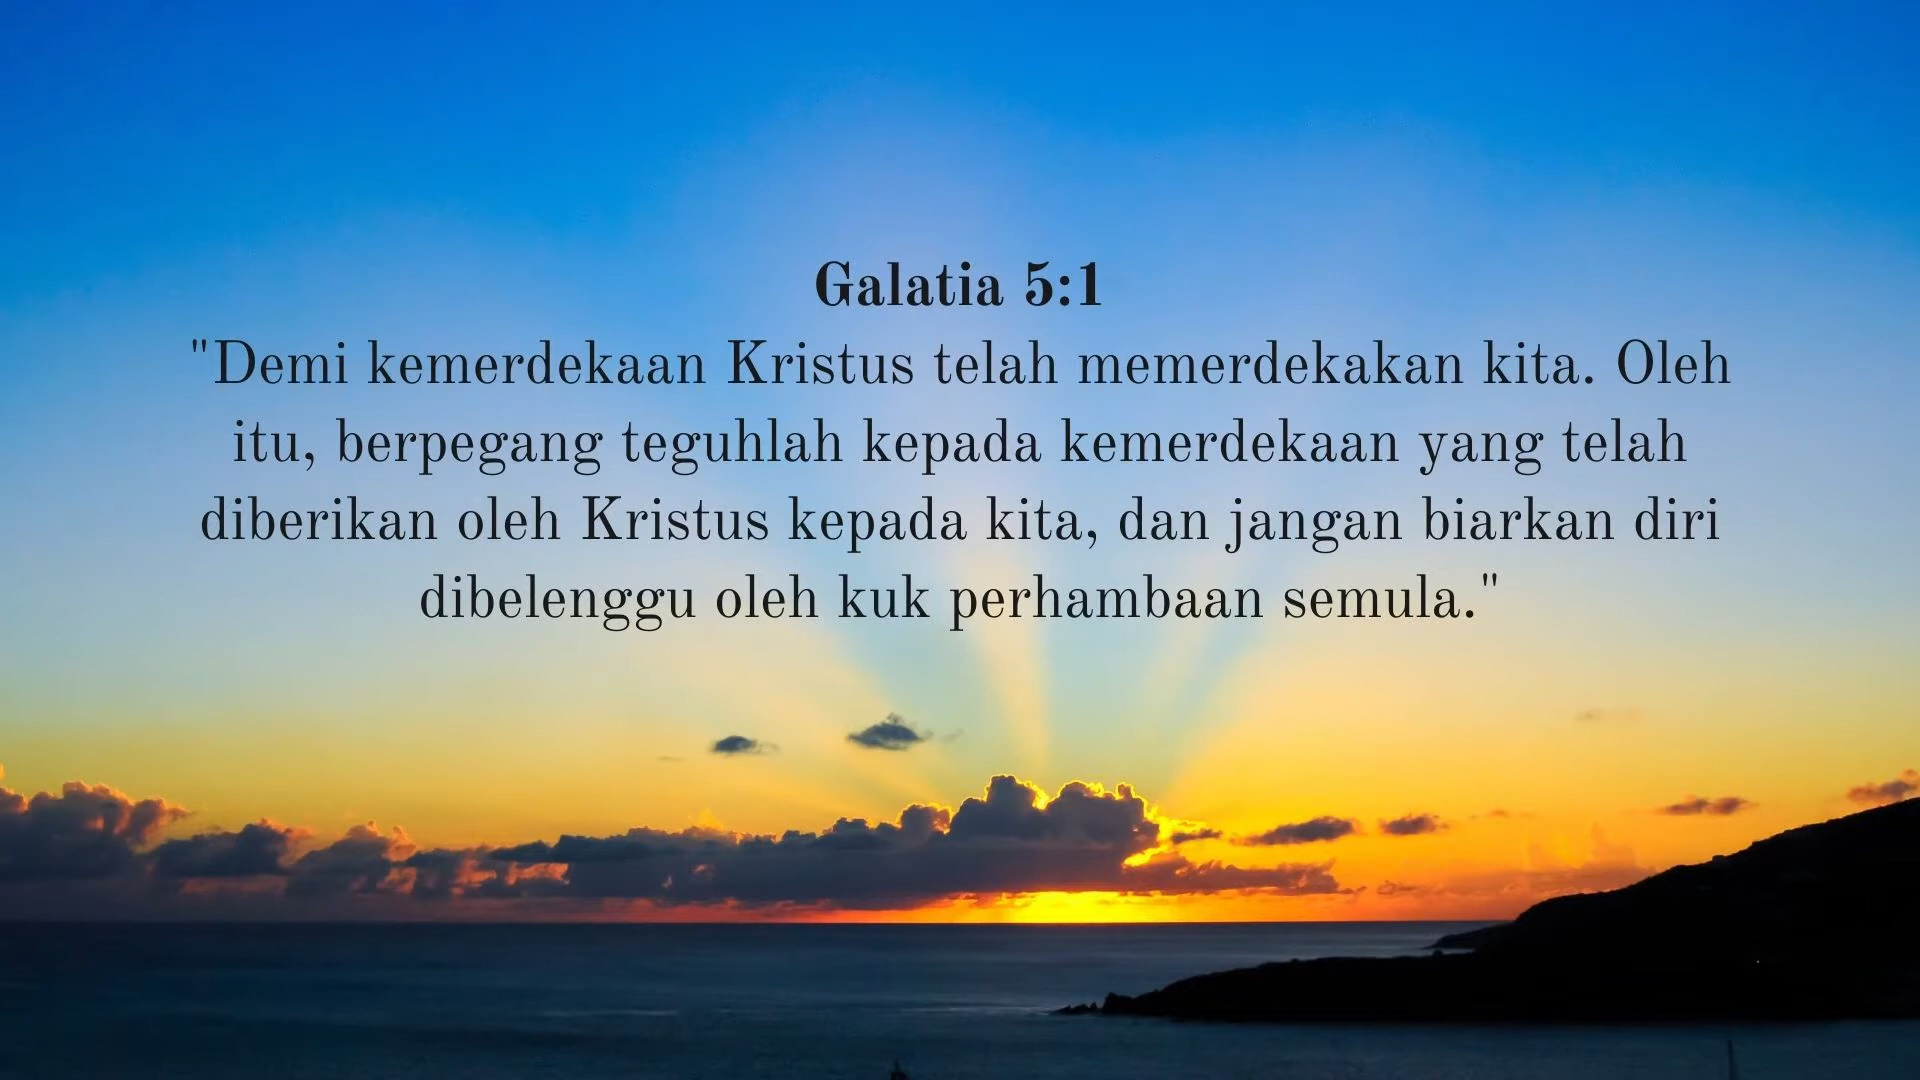 Galatia 5:1
"Demi kemerdekaan Kristus telah memerdekakan kita. Oleh
itu, berpegang teguhlah kepada kemerdekaan yang telah
diberikan oleh Kristus kepada kita, dan jangan biarkan diri
dibelenggu oleh kuk perhambaan semula."